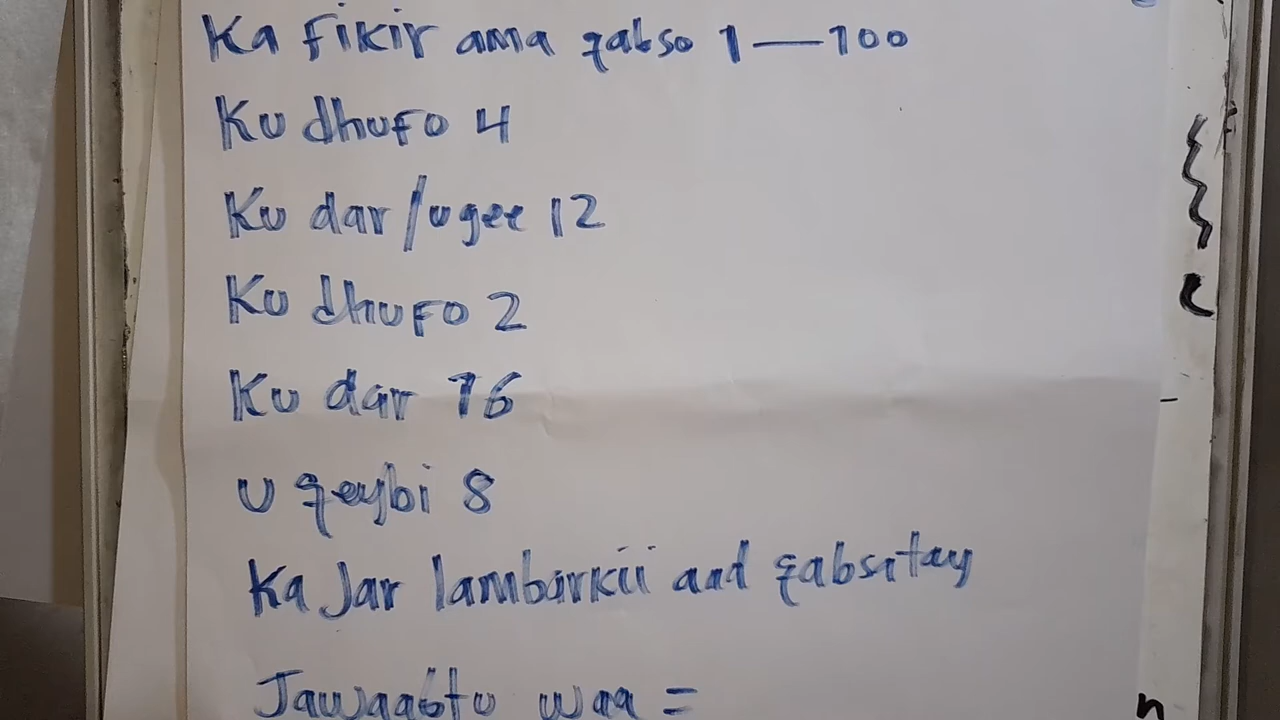 Ka fikir ama qabso 1—100
Ku dhufo 4
Ku dar/ugee 12
Ku dhufo 2
Ku dar 16
U qeybi 8
Ka Jar lambarkii aad qabsatay
Jawaabtu waa =